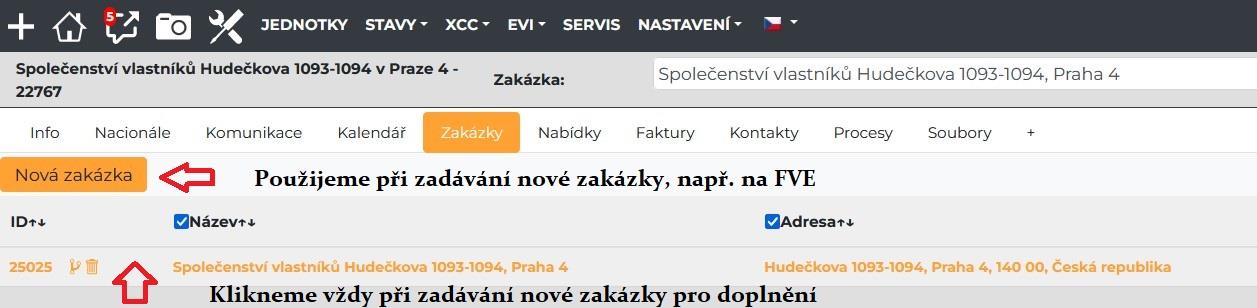 5 JEDNOTKY STAVY XCC EVI SERVIS NASTAVENÍ
Společenství vlastníků Hudečkova 1093-1094 v Praze 4 -
22767
Zakázka:
Společenství vlastníků Hudečkova 1093-1094, Praha 4
Info Nacionále Komunikace Kalendář Zakázky Nabídky Faktury Kontakty Procesy Soubory +
Nová zakázka
Použijeme při zadávání nové zakázky, např. na FVE
ID↑↓ Název↑↓ Adresa↑↓
25025 Společenství vlastníků Hudečkova 1093-1094, Praha 4 Hudečkova 1093-1094, Praha 4, 140 00, Česká republika
Klikneme vždy při zadávání nové zakázky pro doplnění